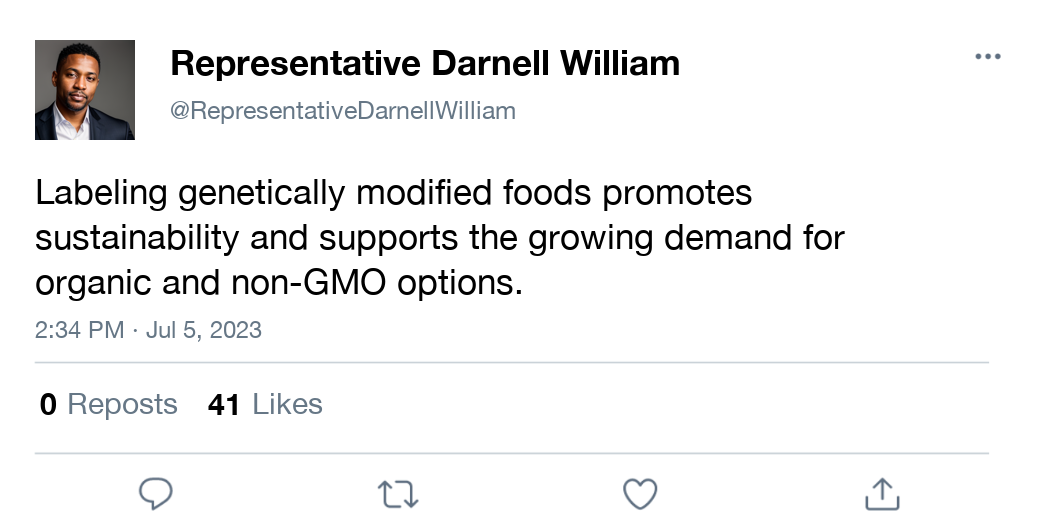 Representative Darnell William
@RepresentativeDarnellWilliam
Labeling genetically modified foods promotes
sustainability and supports the growing demand for
organic and non-GMO options.
2:34 PM · Jul 5, 2023
0 Reposts 41 Likes